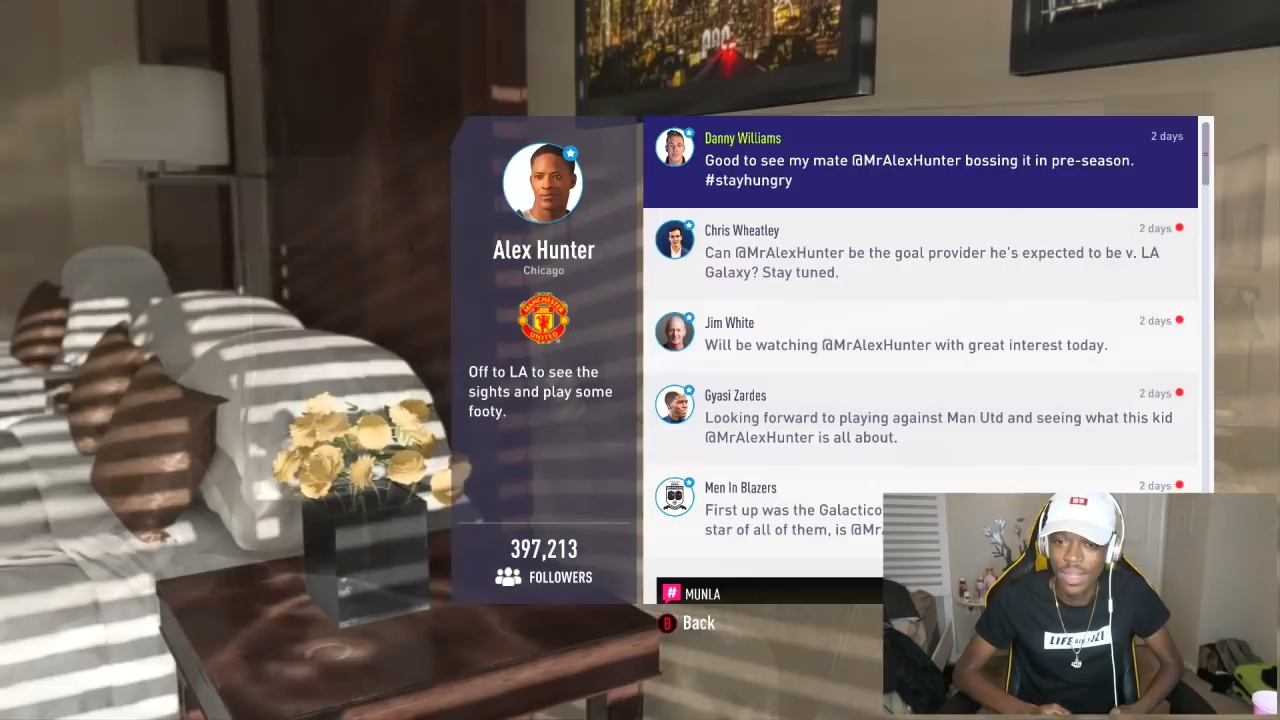 Alex Hunter
Chicago
MANCHESTER
UNITED
Off to LA to see the
sights and play some
footy.
397,213
FOLLOWERS
Danny Williams
2 days
Good to see my mate @MrAlexHunter bossing it in pre-season.
#stayhungry
Chris Wheatley
2 days
Can @MrAlexHunter be the goal provider he's expected to be v. LA
Galaxy? Stay tuned.
Jim White
2 days
Will be watching @MrAlexHunter with great interest today.
Gyasi Zardes
2 days
Looking forward to playing against Man Utd and seeing what this kid
@MrAlexHunter is all about.
Men In Blazers
2 days
First up was the Galactico
star of all of them, is @Mr
# MUNLA
B Back
LIFE